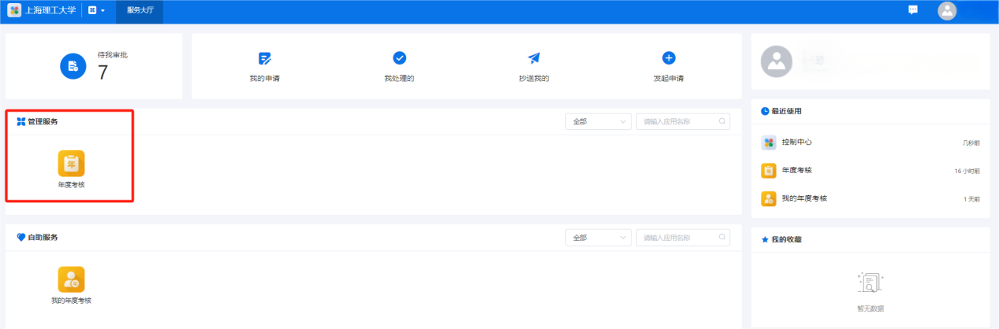 上海理工大学
服务大厅
待我审批
7
我的申请
我处理的
抄送我的
发起申请
管理服务
全部
请输入应用名称
年
年度考核
自助服务
全部
请输入应用名称
我的年度考核
最近使用
控制中心
几秒前
年度考核
16 小时前
我的年度考核
1 天前
我的收藏
暂无数据